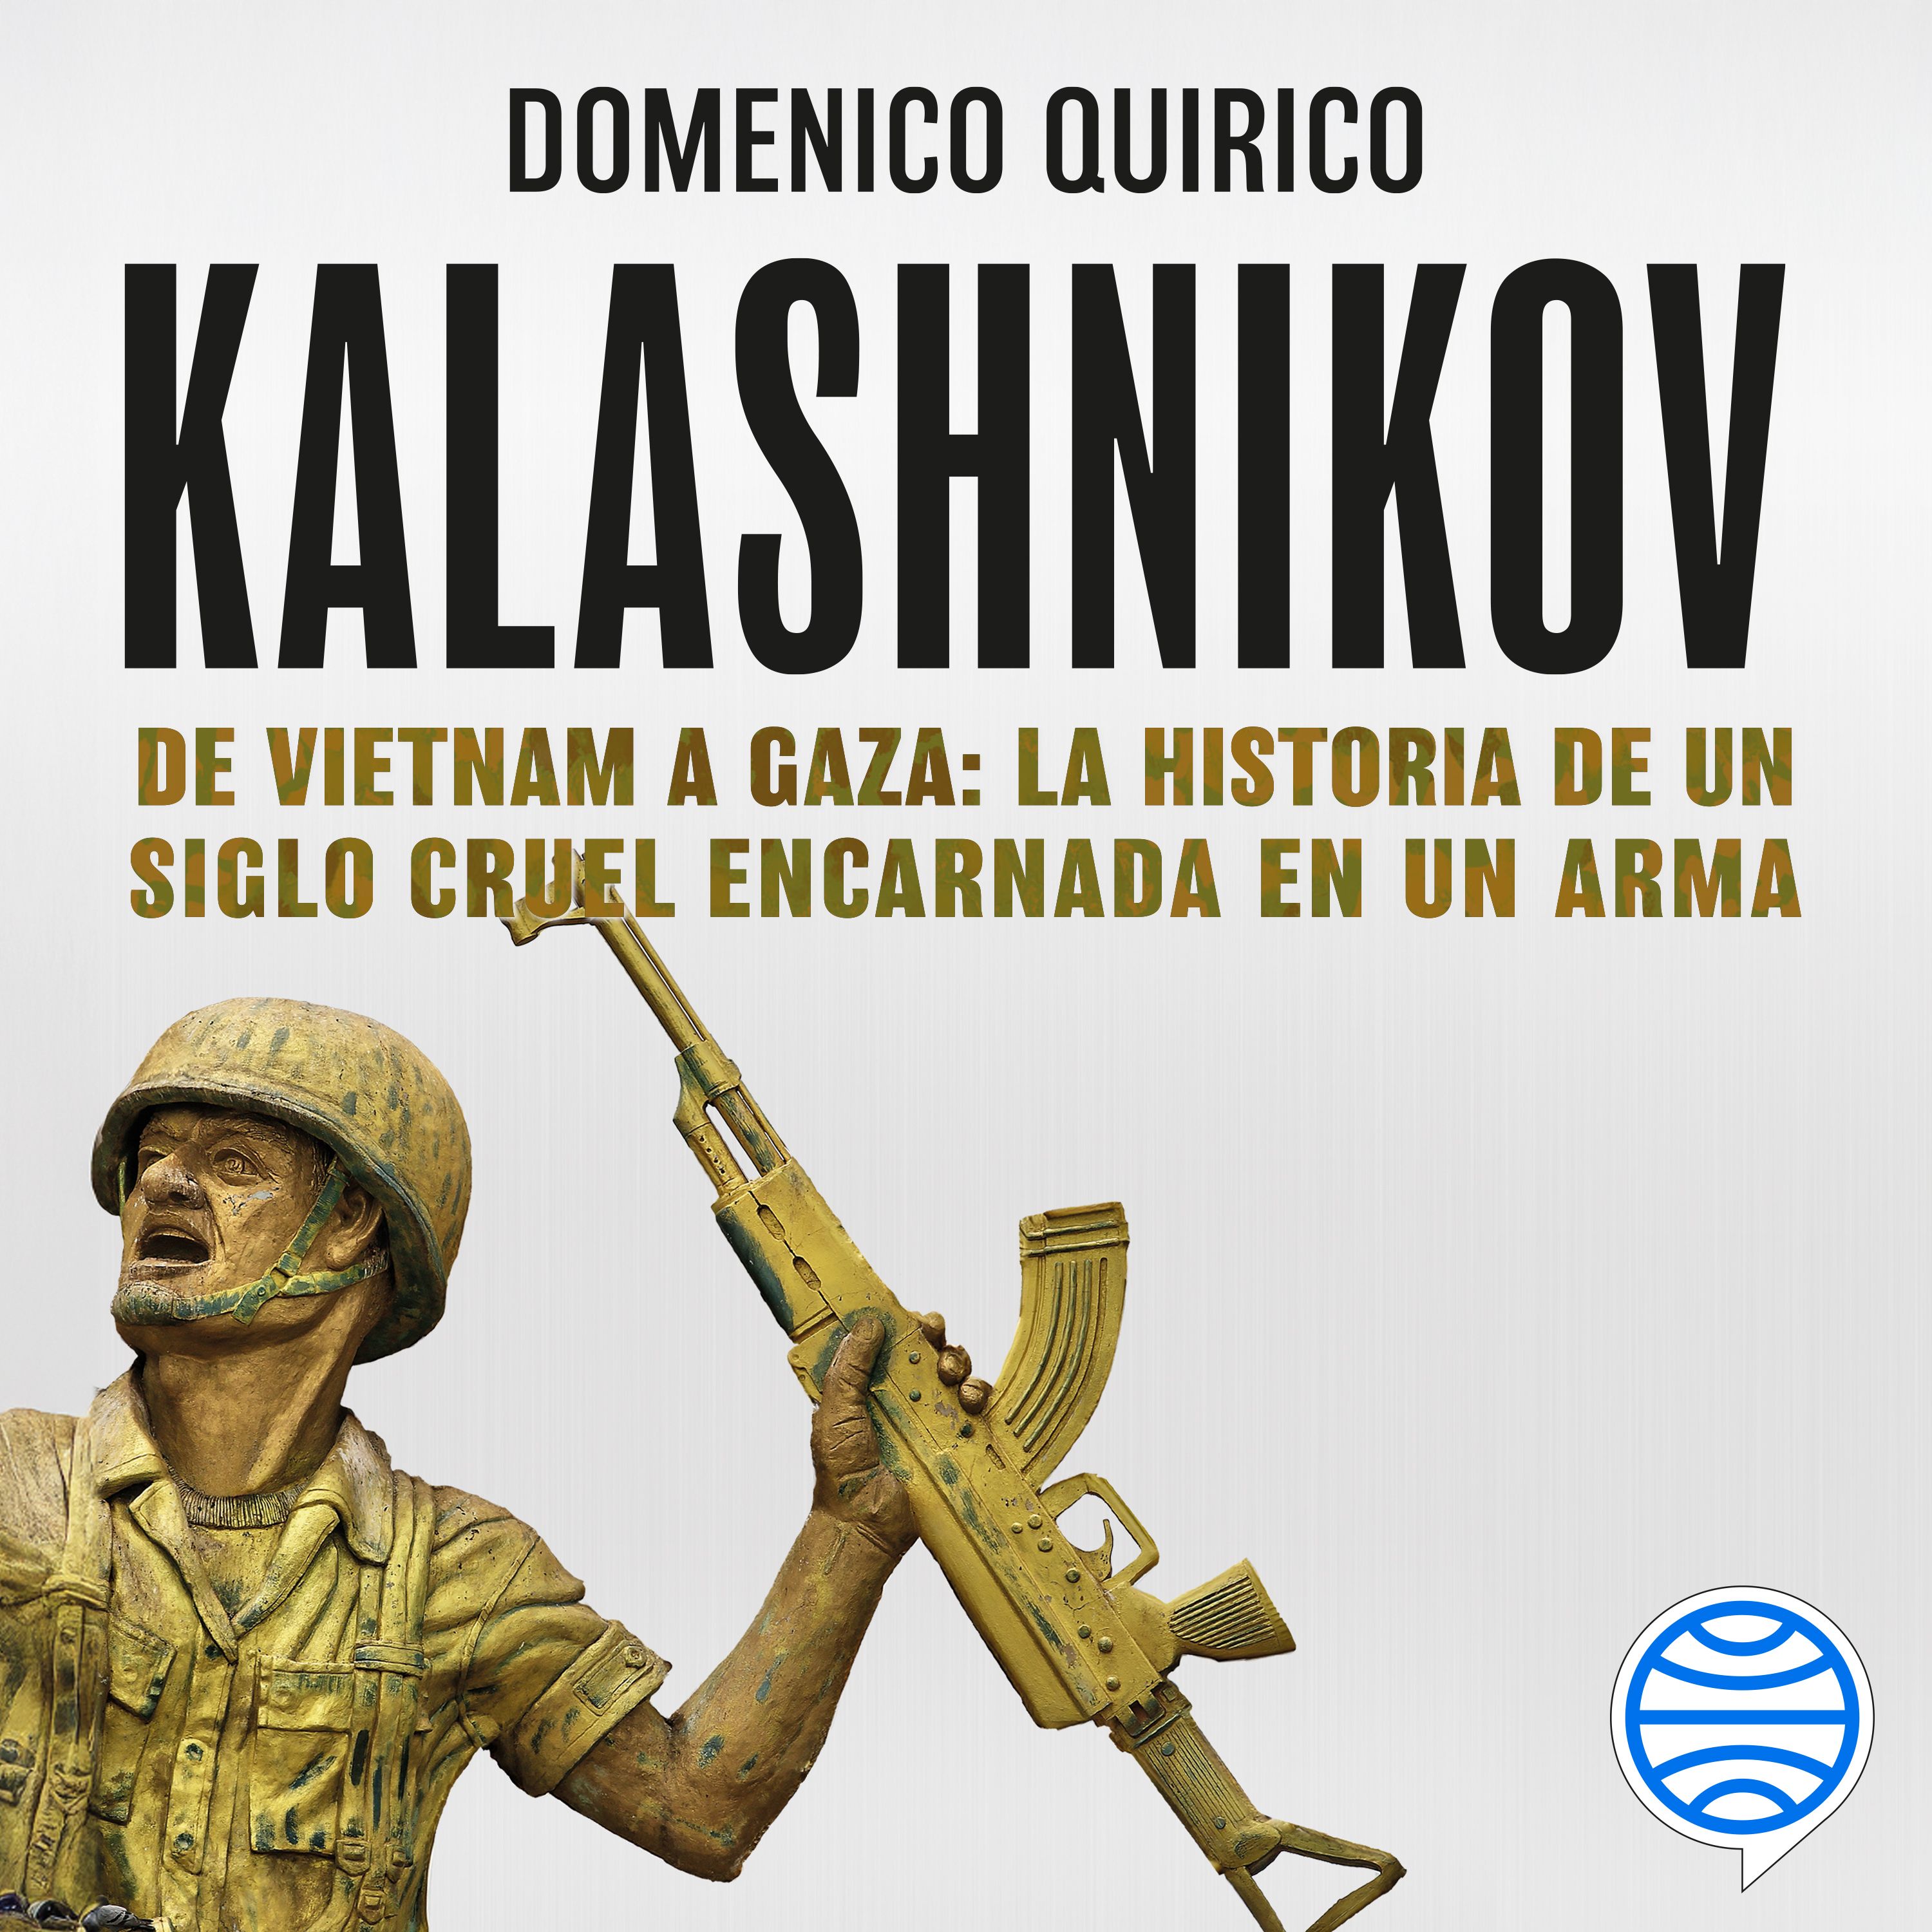 DOMENICO QUIRICO
KALASHNIKOV
DE VIETNAM A GAZA: LA HISTORIA DE UN
SIGLO CRUEL ENCARNADA EN UN ARMA